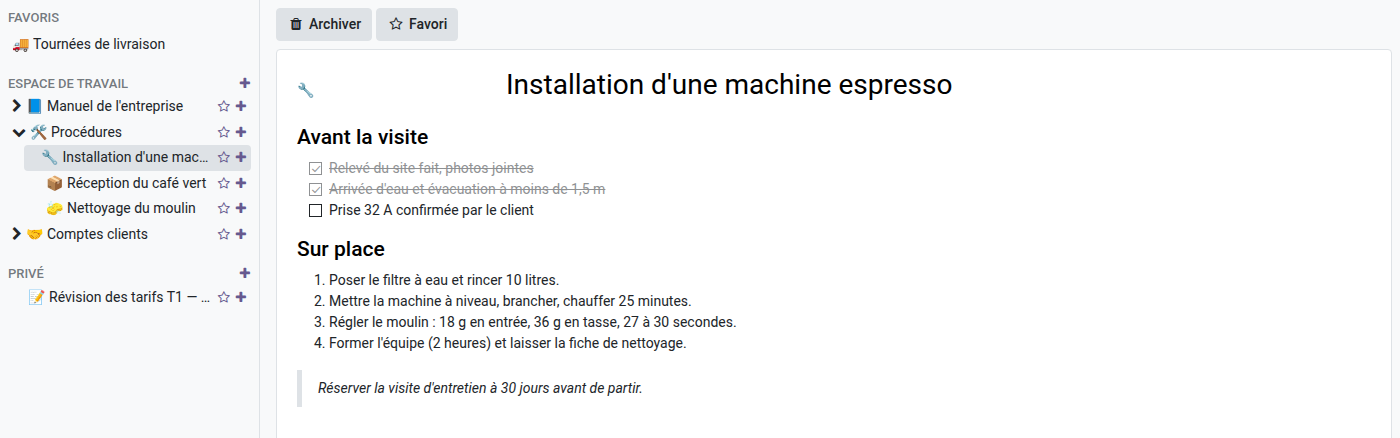 FAVORIS
Tournées de livraison
ESPACE DE TRAVAIL
Manuel de l'entreprise
Procédures
Installation d'une mac...
Réception du café vert
Nettoyage du moulin
Comptes clients
PRIVÉ
Révision des tarifs T1 — ...
Archiver
Favori
Installation d'une machine espresso
Avant la visite
Relevé du site fait, photos jointes
Arrivée d'eau et évacuation à moins de 1,5 m
Prise 32 A confirmée par le client
Sur place
1. Poser le filtre à eau et rincer 10 litres.
2. Mettre la machine à niveau, brancher, chauffer 25 minutes.
3. Régler le moulin : 18 g en entrée, 36 g en tasse, 27 à 30 secondes.
4. Former l'équipe (2 heures) et laisser la fiche de nettoyage.
Réserver la visite d'entretien à 30 jours avant de partir.